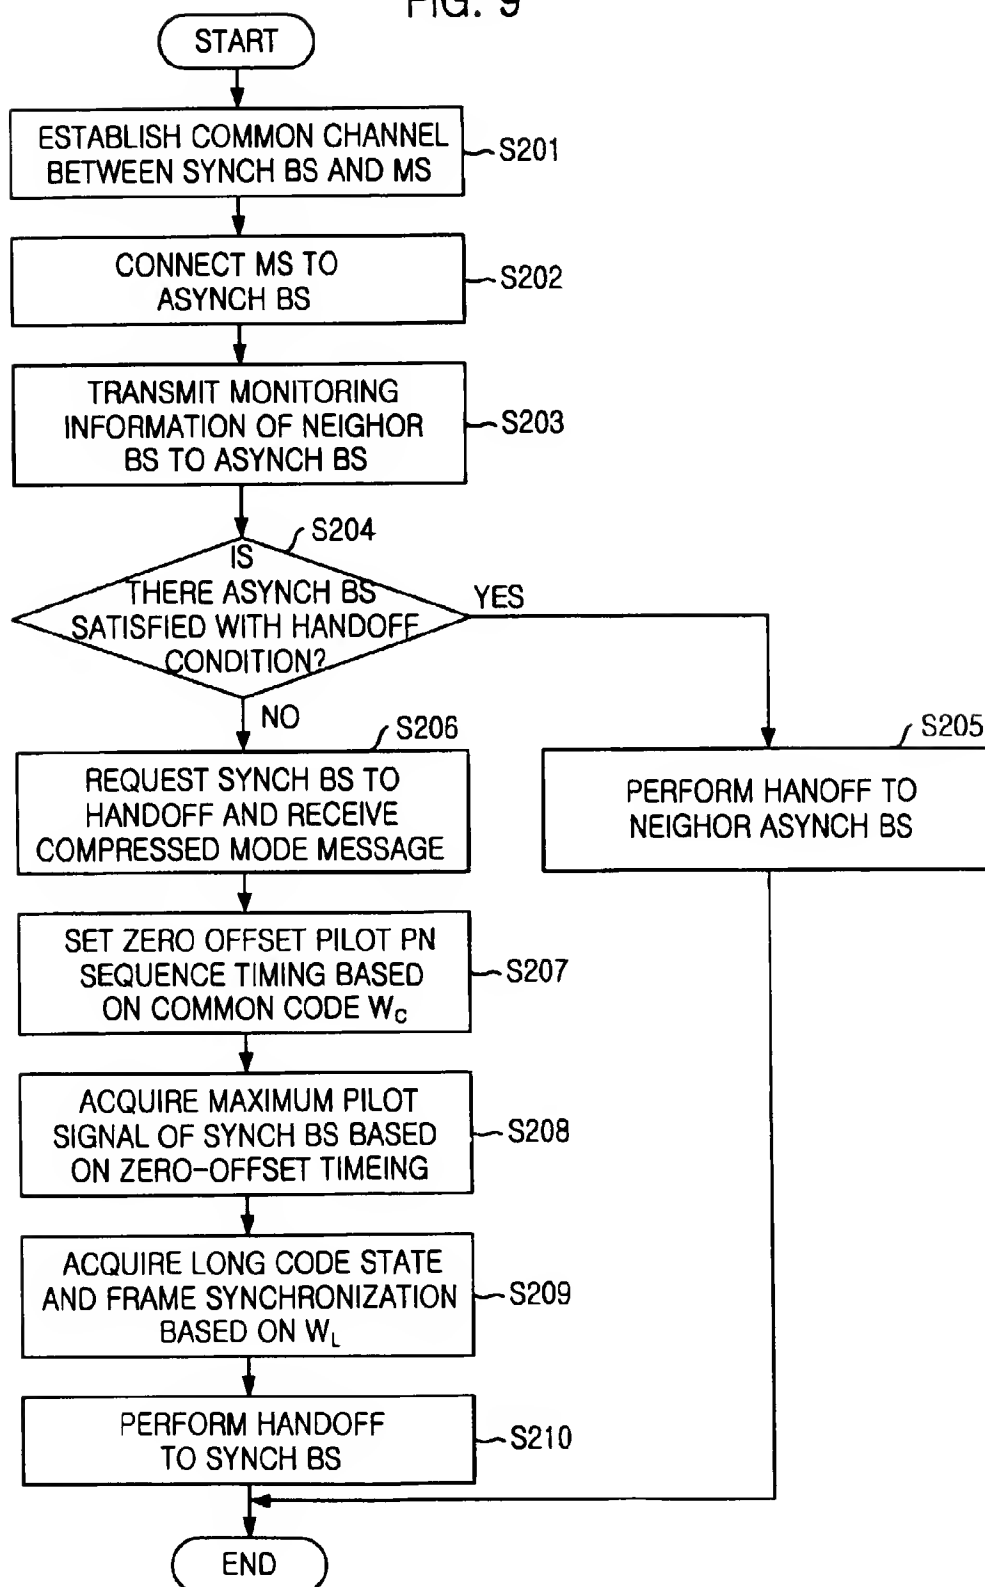 FIG. 9
START
ESTABLISH COMMON CHANNEL
BETWEEN SYNCH BS AND MS
S201
CONNECT MS TO
ASYNCH BS
S202
TRANSMIT MONITORING
INFORMATION OF NEIGHOR
BS TO ASYNCH BS
S203
S204
IS
THERE ASYNCH BS
SATISFIED WITH HANDOFF
CONDITION?
YES
NO
S206
REQUEST SYNCH BS TO
HANDOFF AND RECEIVE
COMPRESSED MODE MESSAGE
S205
PERFORM HANOFF TO
NEIGHOR ASYNCH BS
SET ZERO OFFSET PILOT PN
SEQUENCE TIMING BASED
ON COMMON CODE WC
S207
ACQUIRE MAXIMUM PILOT
SIGNAL OF SYNCH BS BASED
ON ZERO-OFFSET TIMEING
S208
ACQUIRE LONG CODE STATE
AND FRAME SYNCHRONIZATION
BASED ON WL
S209
PERFORM HANDOFF
TO SYNCH BS
S210
END